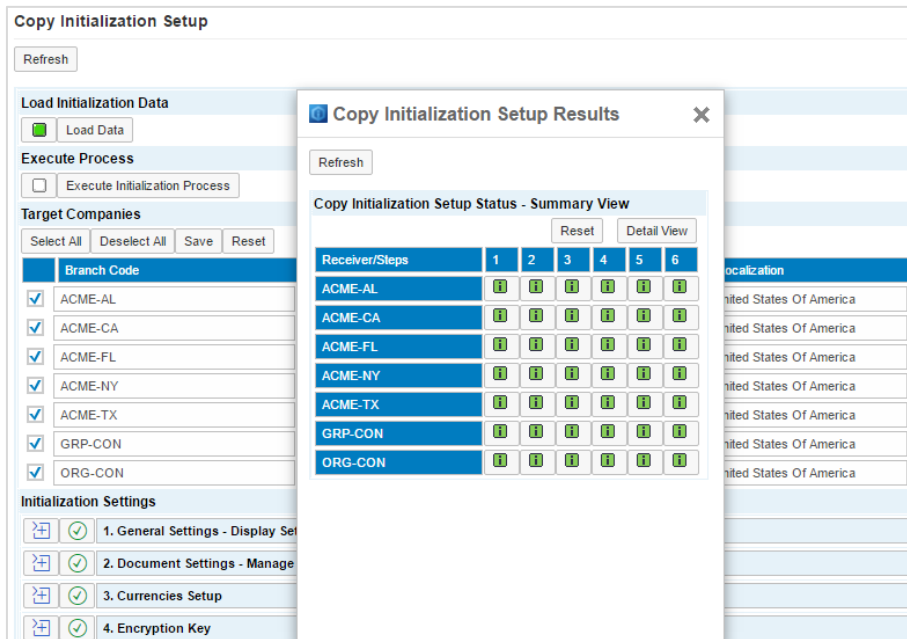 Copy Initialization Setup
Refresh
Load Initialization Data
Load Data
Execute Process
Execute Initialization Process
Target Companies
Select All Deselect All Save Reset
Branch Code
ACME-AL
ACME-CA
ACME-FL
ACME-NY
ACME-TX
GRP-CON
ORG-CON
Initialization Settings
1. General Settings - Display Set
2. Document Settings - Manage
3. Currencies Setup
4. Encryption Key
Copy Initialization Setup Results
Refresh
Copy Initialization Setup Status - Summary View
Reset Detail View
Receiver/Steps 1 2 3 4 5 6
ACME-AL
ACME-CA
ACME-FL
ACME-NY
ACME-TX
GRP-CON
ORG-CON
ocalization
nited States Of America
nited States Of America
nited States Of America
nited States Of America
nited States Of America
nited States Of America
nited States Of America